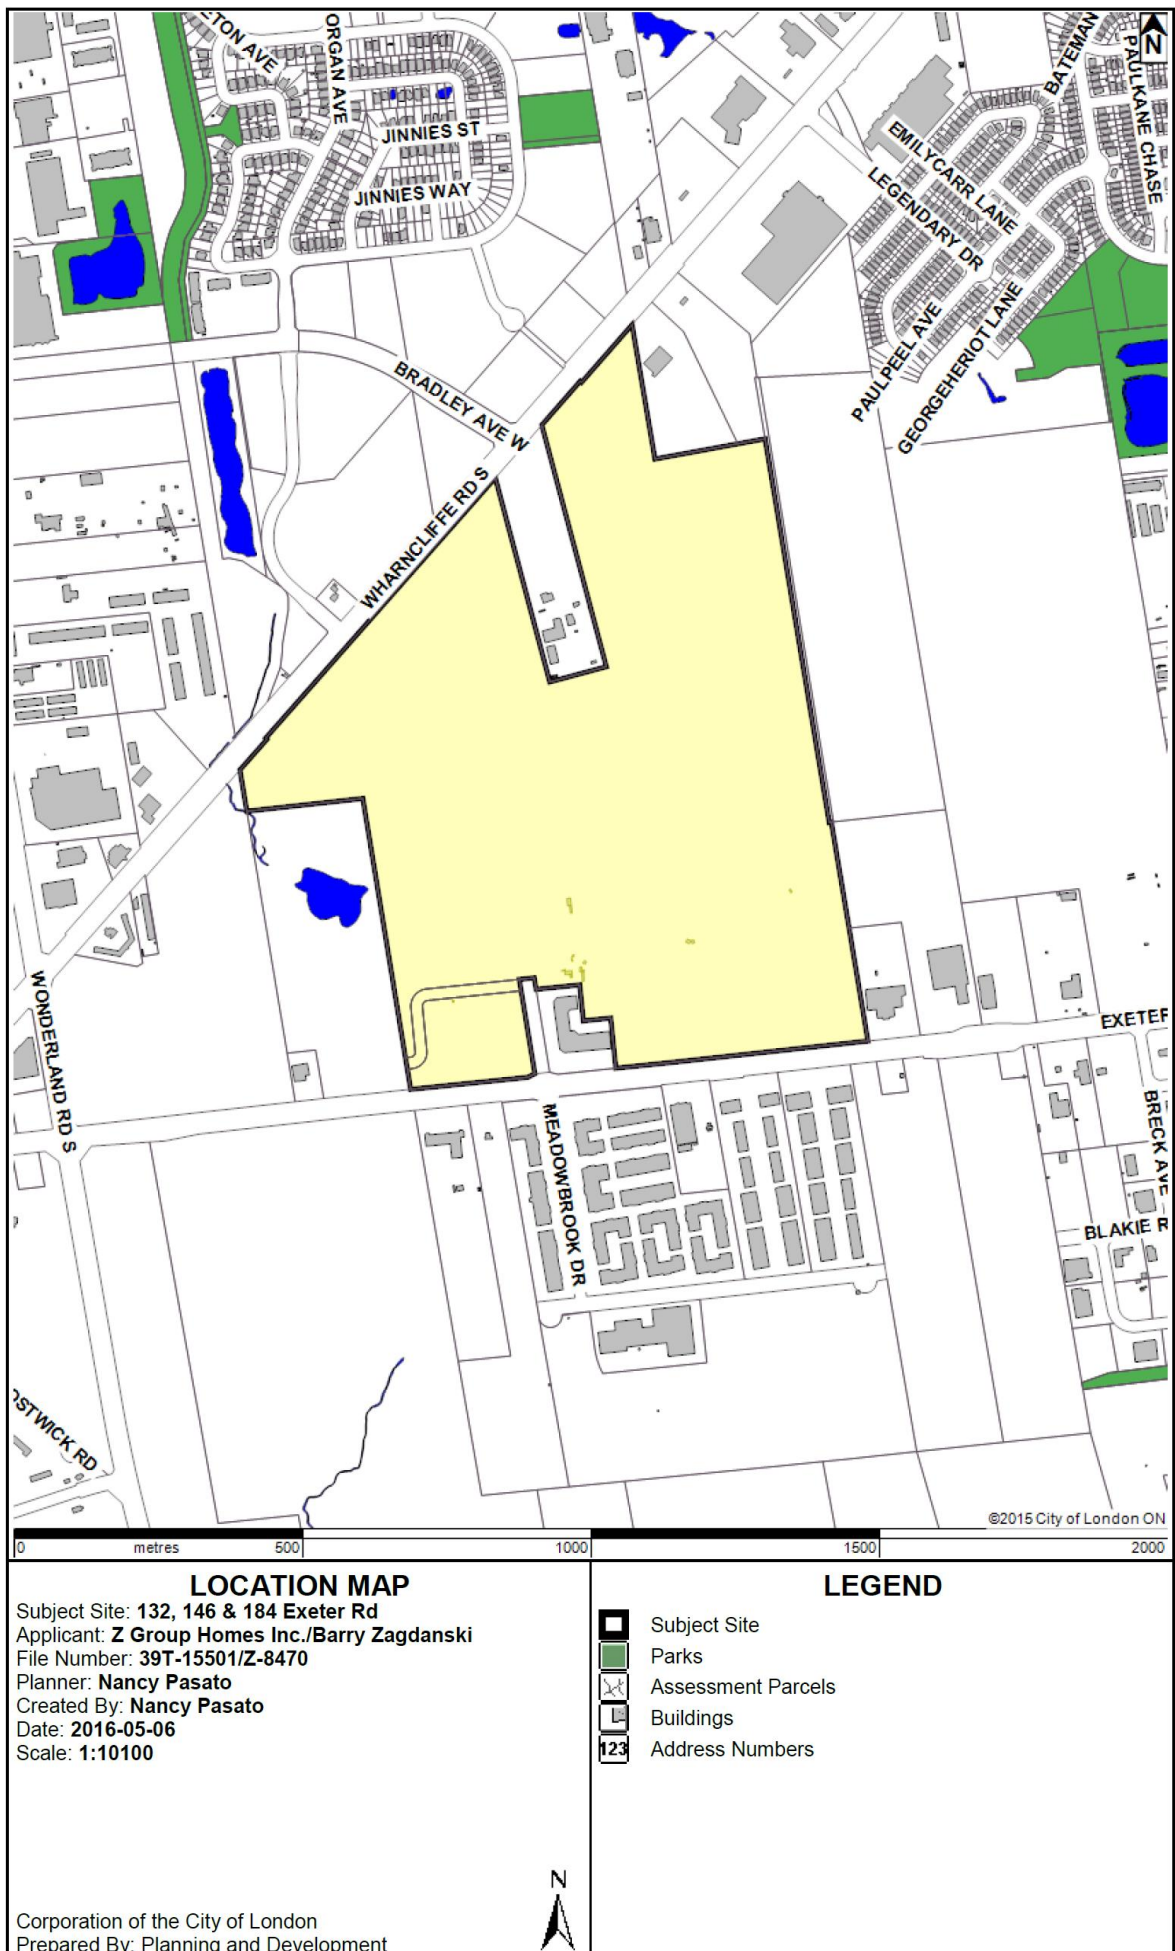 ORGAN AVE
JINNIES ST
JINNIES WAY
BATEMAN
PAULKANE CHASE
N
EMILYCARR LANE
LEGENDARY DR
PAULPEEL AVE
GEORGEHERIOT LANE
BRADLEY AVE W
WHARNCLIFFE RD S
WONDERLAND RD S
EXETER
MEADOWBROOK DR
BRECK AVE
BLAKIE R
OSTWICK RD
©2015 City of London ON
0 metres 500 1000 1500 2000
LOCATION MAP
Subject Site: 132, 146 & 184 Exeter Rd
Applicant: Z Group Homes Inc./Barry Zagdanski
File Number: 39T-15501/Z-8470
Planner: Nancy Pasato
Created By: Nancy Pasato
Date: 2016-05-06
Scale: 1:10100
N
Corporation of the City of London
Prepared By: Planning and Development
LEGEND
Subject Site
Parks
Assessment Parcels
Buildings
123 Address Numbers